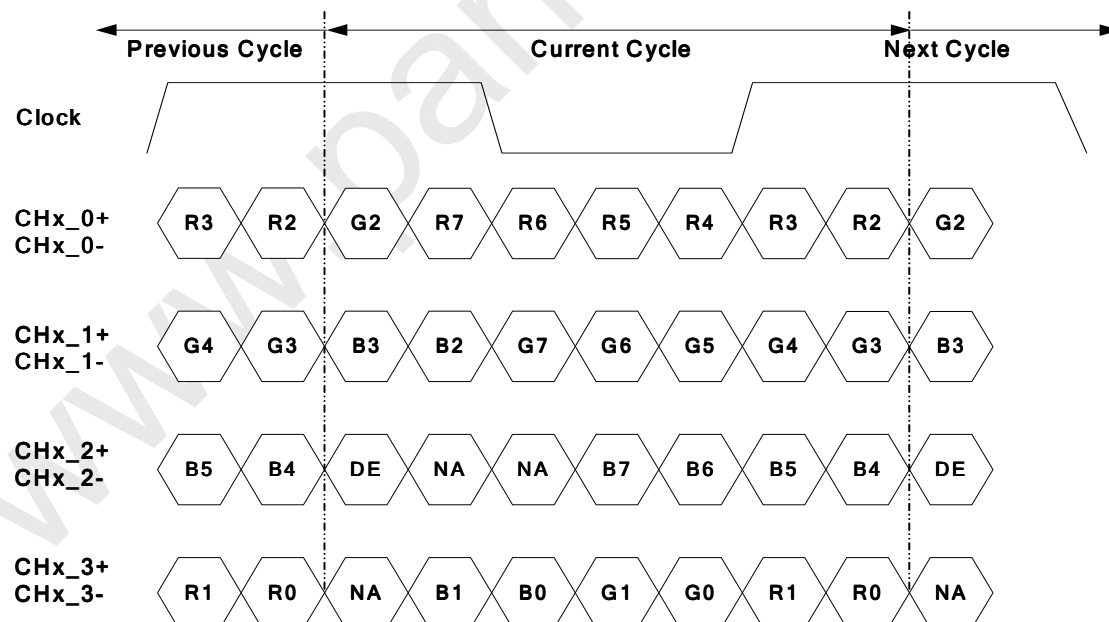 Previous Cycle Current Cycle Next Cycle
Clock
CHx_0+
CHx_0-
R3 R2 G2 R7 R6 R5 R4 R3 R2 G2
CHx_1+
CHx_1-
G4 G3 B3 B2 G7 G6 G5 G4 G3 B3
CHx_2+
CHx_2-
B5 B4 DE NA NA B7 B6 B5 B4 DE
CHx_3+
CHx_3-
R1 R0 NA B1 B0 G1 G0 R1 R0 NA
www.pan